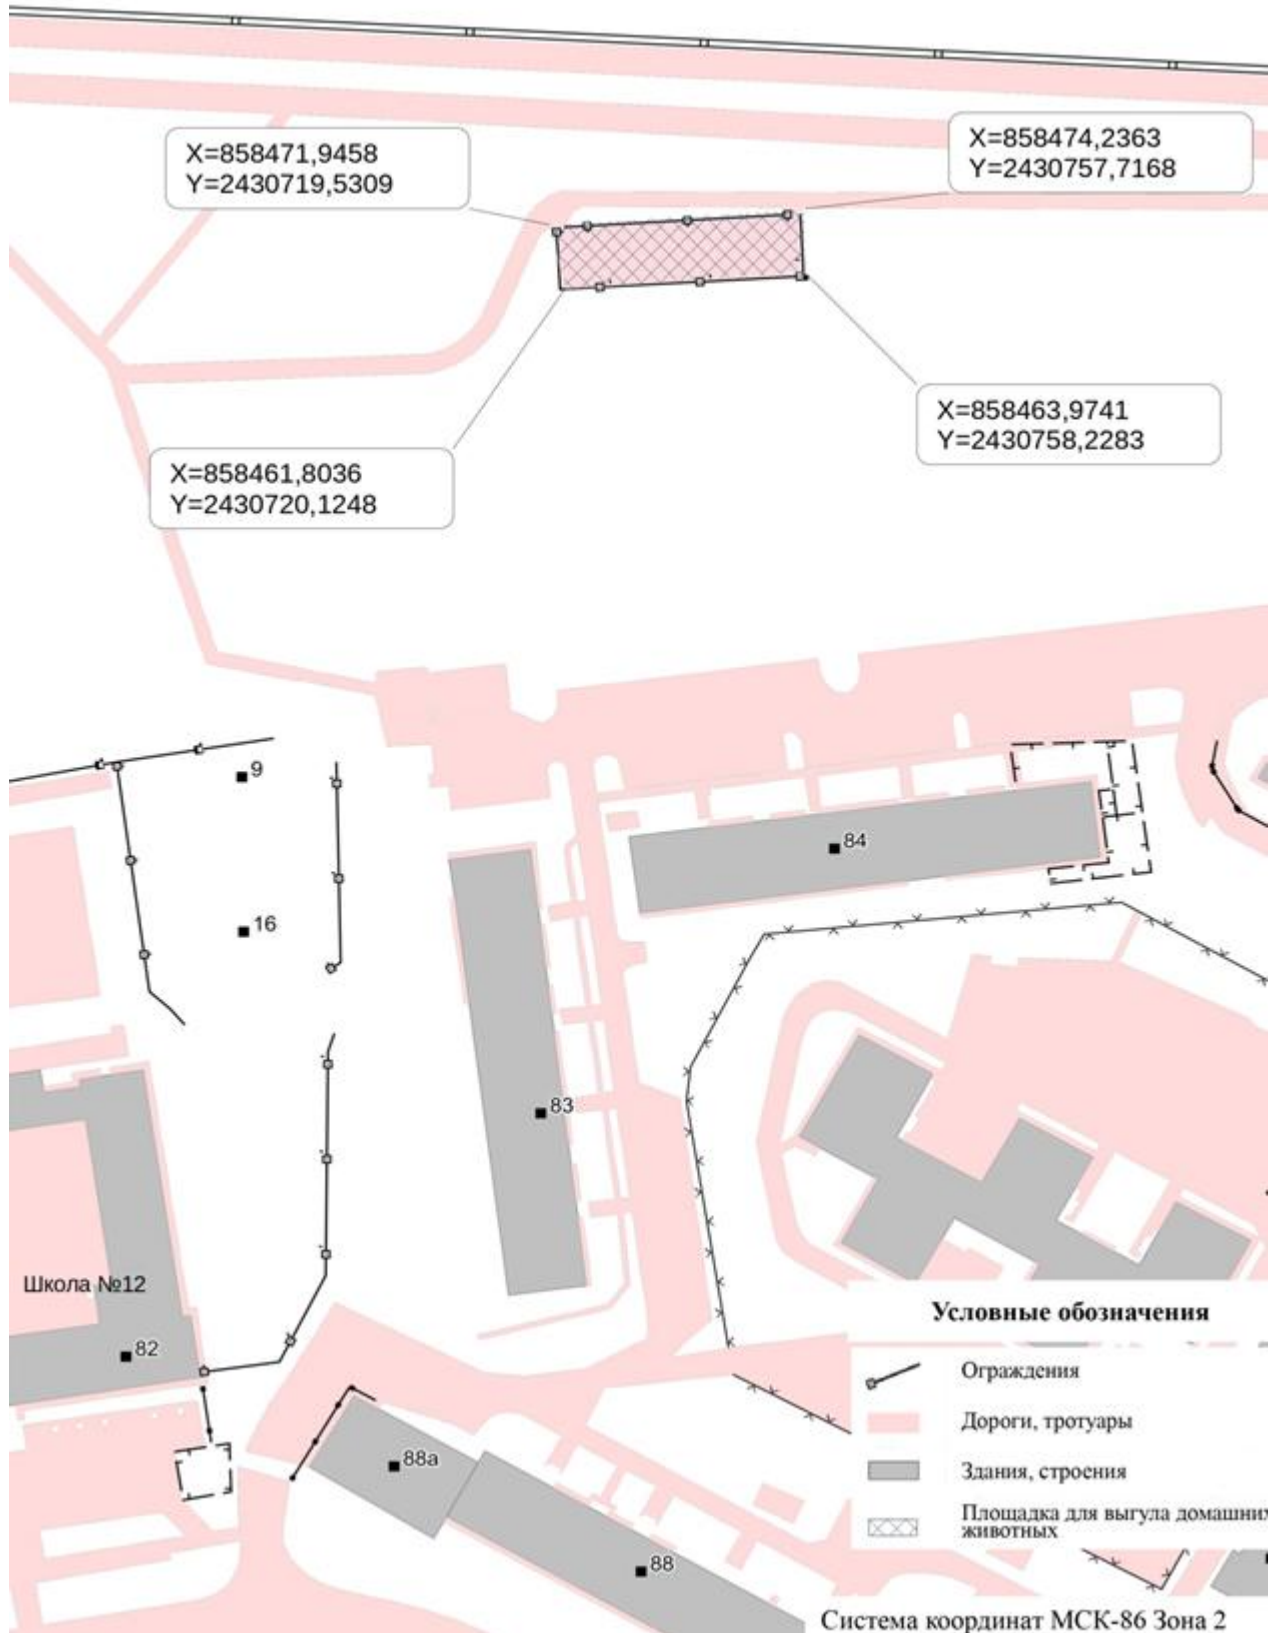 X=858471,9458
Y=2430719,5309
X=858474,2363
Y=2430757,7168
X=858463,9741
Y=2430758,2283
X=858461,8036
Y=2430720,1248
9
84
16
83
Школа №12
82
88а
88
Условные обозначения
Ограждения
Дороги, тротуары
Здания, строения
Площадка для выгула домашних
животных
Система координат МСК-86 Зона 2